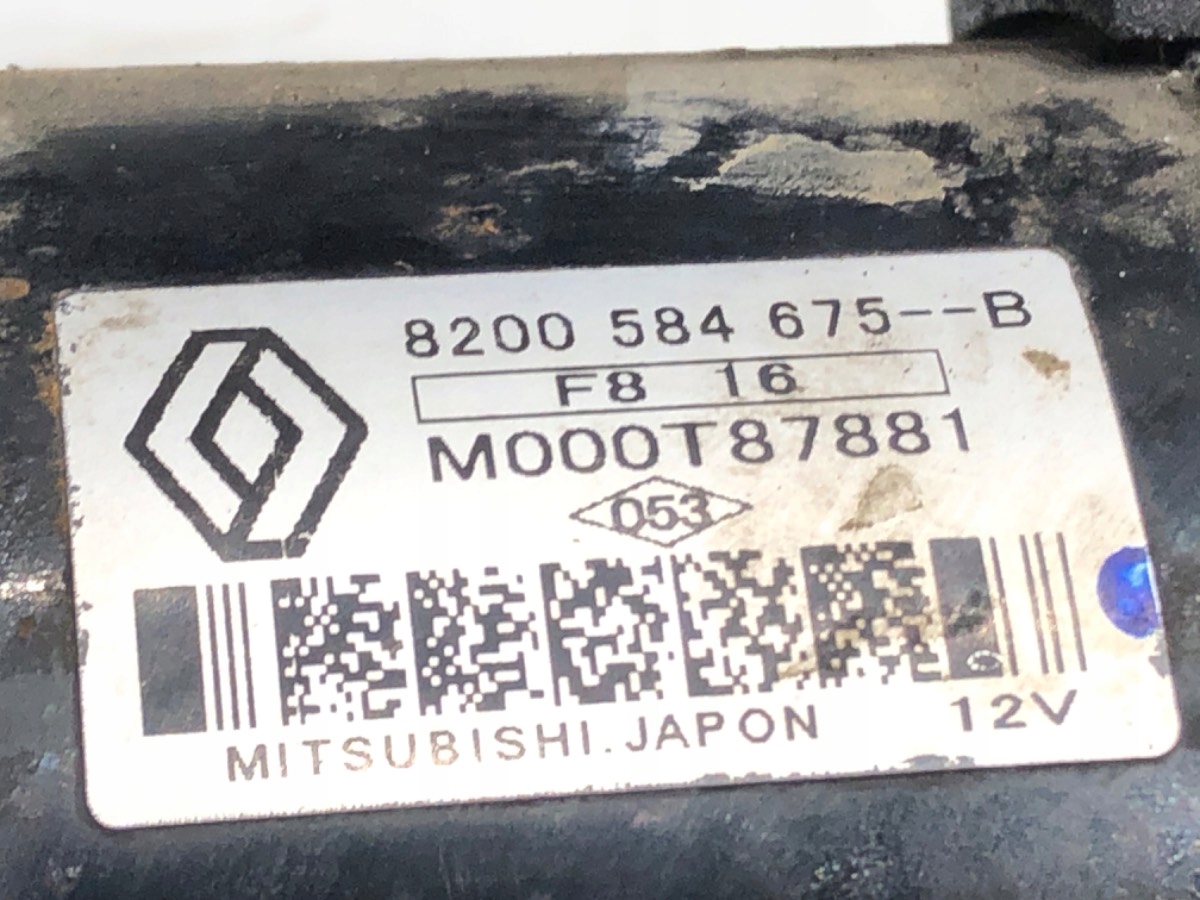 8200 584 675--B
F8 16
M000T87881
053
MITSUBISHI.JAPON
12V